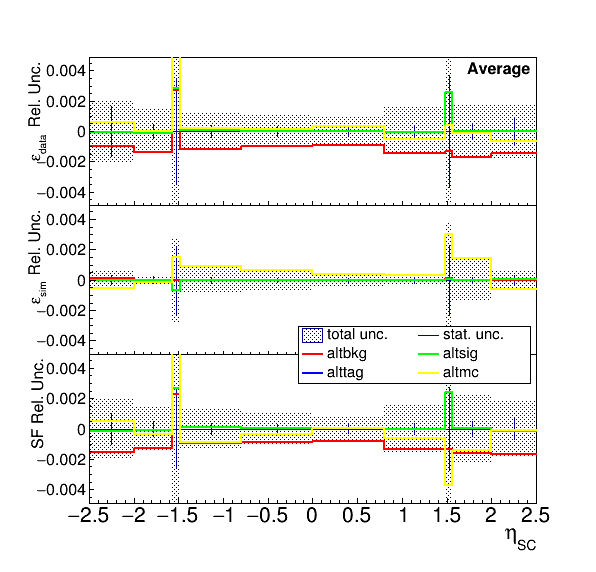 Average
ε_data Rel. Unc.
0.004
0.002
0
−0.002
−0.004
ε_sim Rel. Unc.
0.004
0.002
0
−0.002
−0.004
total unc. stat. unc.
altbkg altsig
alttag altmc
SF Rel. Unc.
0.004
0.002
0
−0.002
−0.004
−2.5 −2 −1.5 −1 −0.5 0 0.5 1 1.5 2 2.5
η_SC